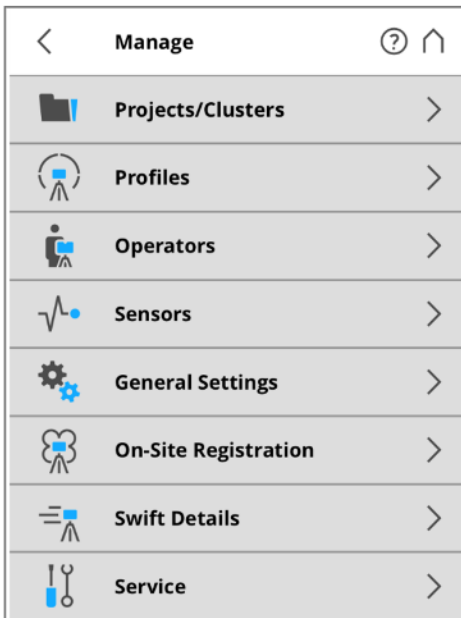 Manage
Projects/Clusters
Profiles
Operators
Sensors
General Settings
On-Site Registration
Swift Details
Service